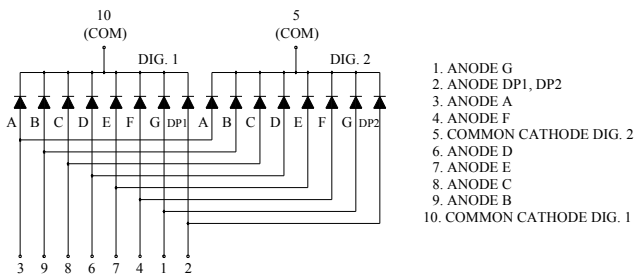 10
(COM)
5
(COM)
DIG. 1
DIG. 2
A B C D E F G DP1 A B C D E F G DP2
3 9 8 6 7 4 1 2
1. ANODE G
2. ANODE DP1, DP2
3. ANODE A
4. ANODE F
5. COMMON CATHODE DIG. 2
6. ANODE D
7. ANODE E
8. ANODE C
9. ANODE B
10. COMMON CATHODE DIG. 1